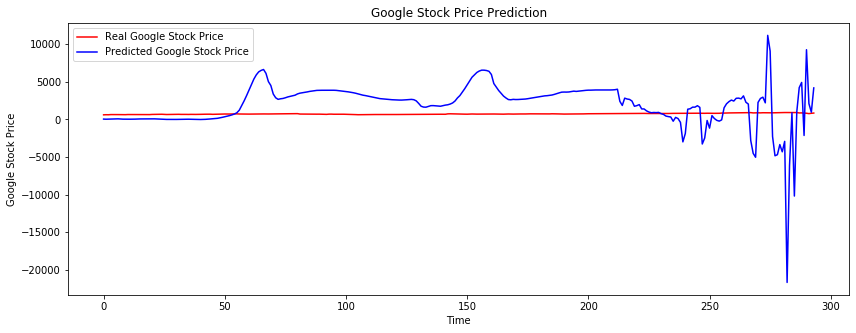 Google Stock Price Prediction
Real Google Stock Price
Predicted Google Stock Price
10000
5000
0
−5000
−10000
−15000
−20000
Google Stock Price
0 50 100 150 200 250 300
Time